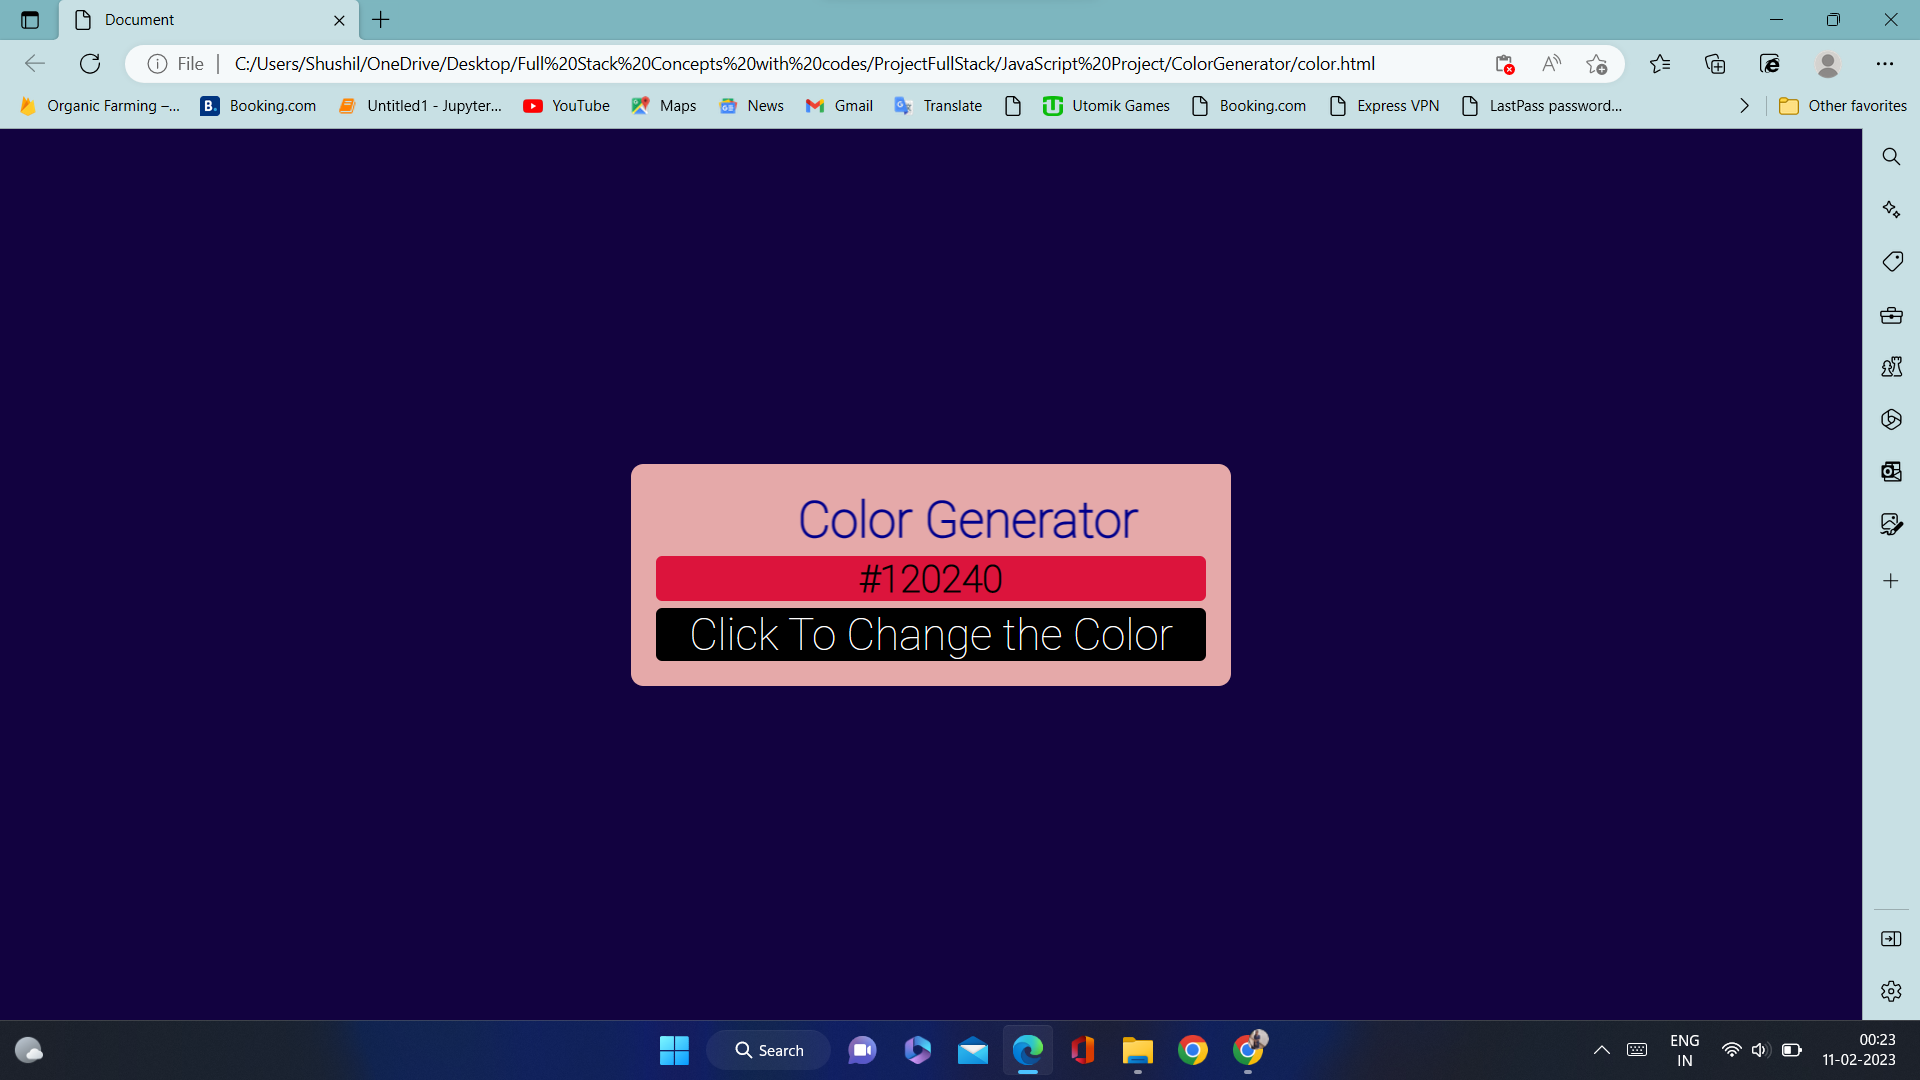 Document
File
C:/Users/Shushil/OneDrive/Desktop/Full%20Stack%20Concepts%20with%20codes/ProjectFullStack/JavaScript%20Project/ColorGenerator/color.html
Organic Farming –... Booking.com Untitled1 - Jupyter... YouTube Maps News Gmail Translate Utomik Games Booking.com Express VPN LastPass password... Other favorites
Color Generator
#120240
Click To Change the Color
Search
ENG
IN
00:23
11-02-2023